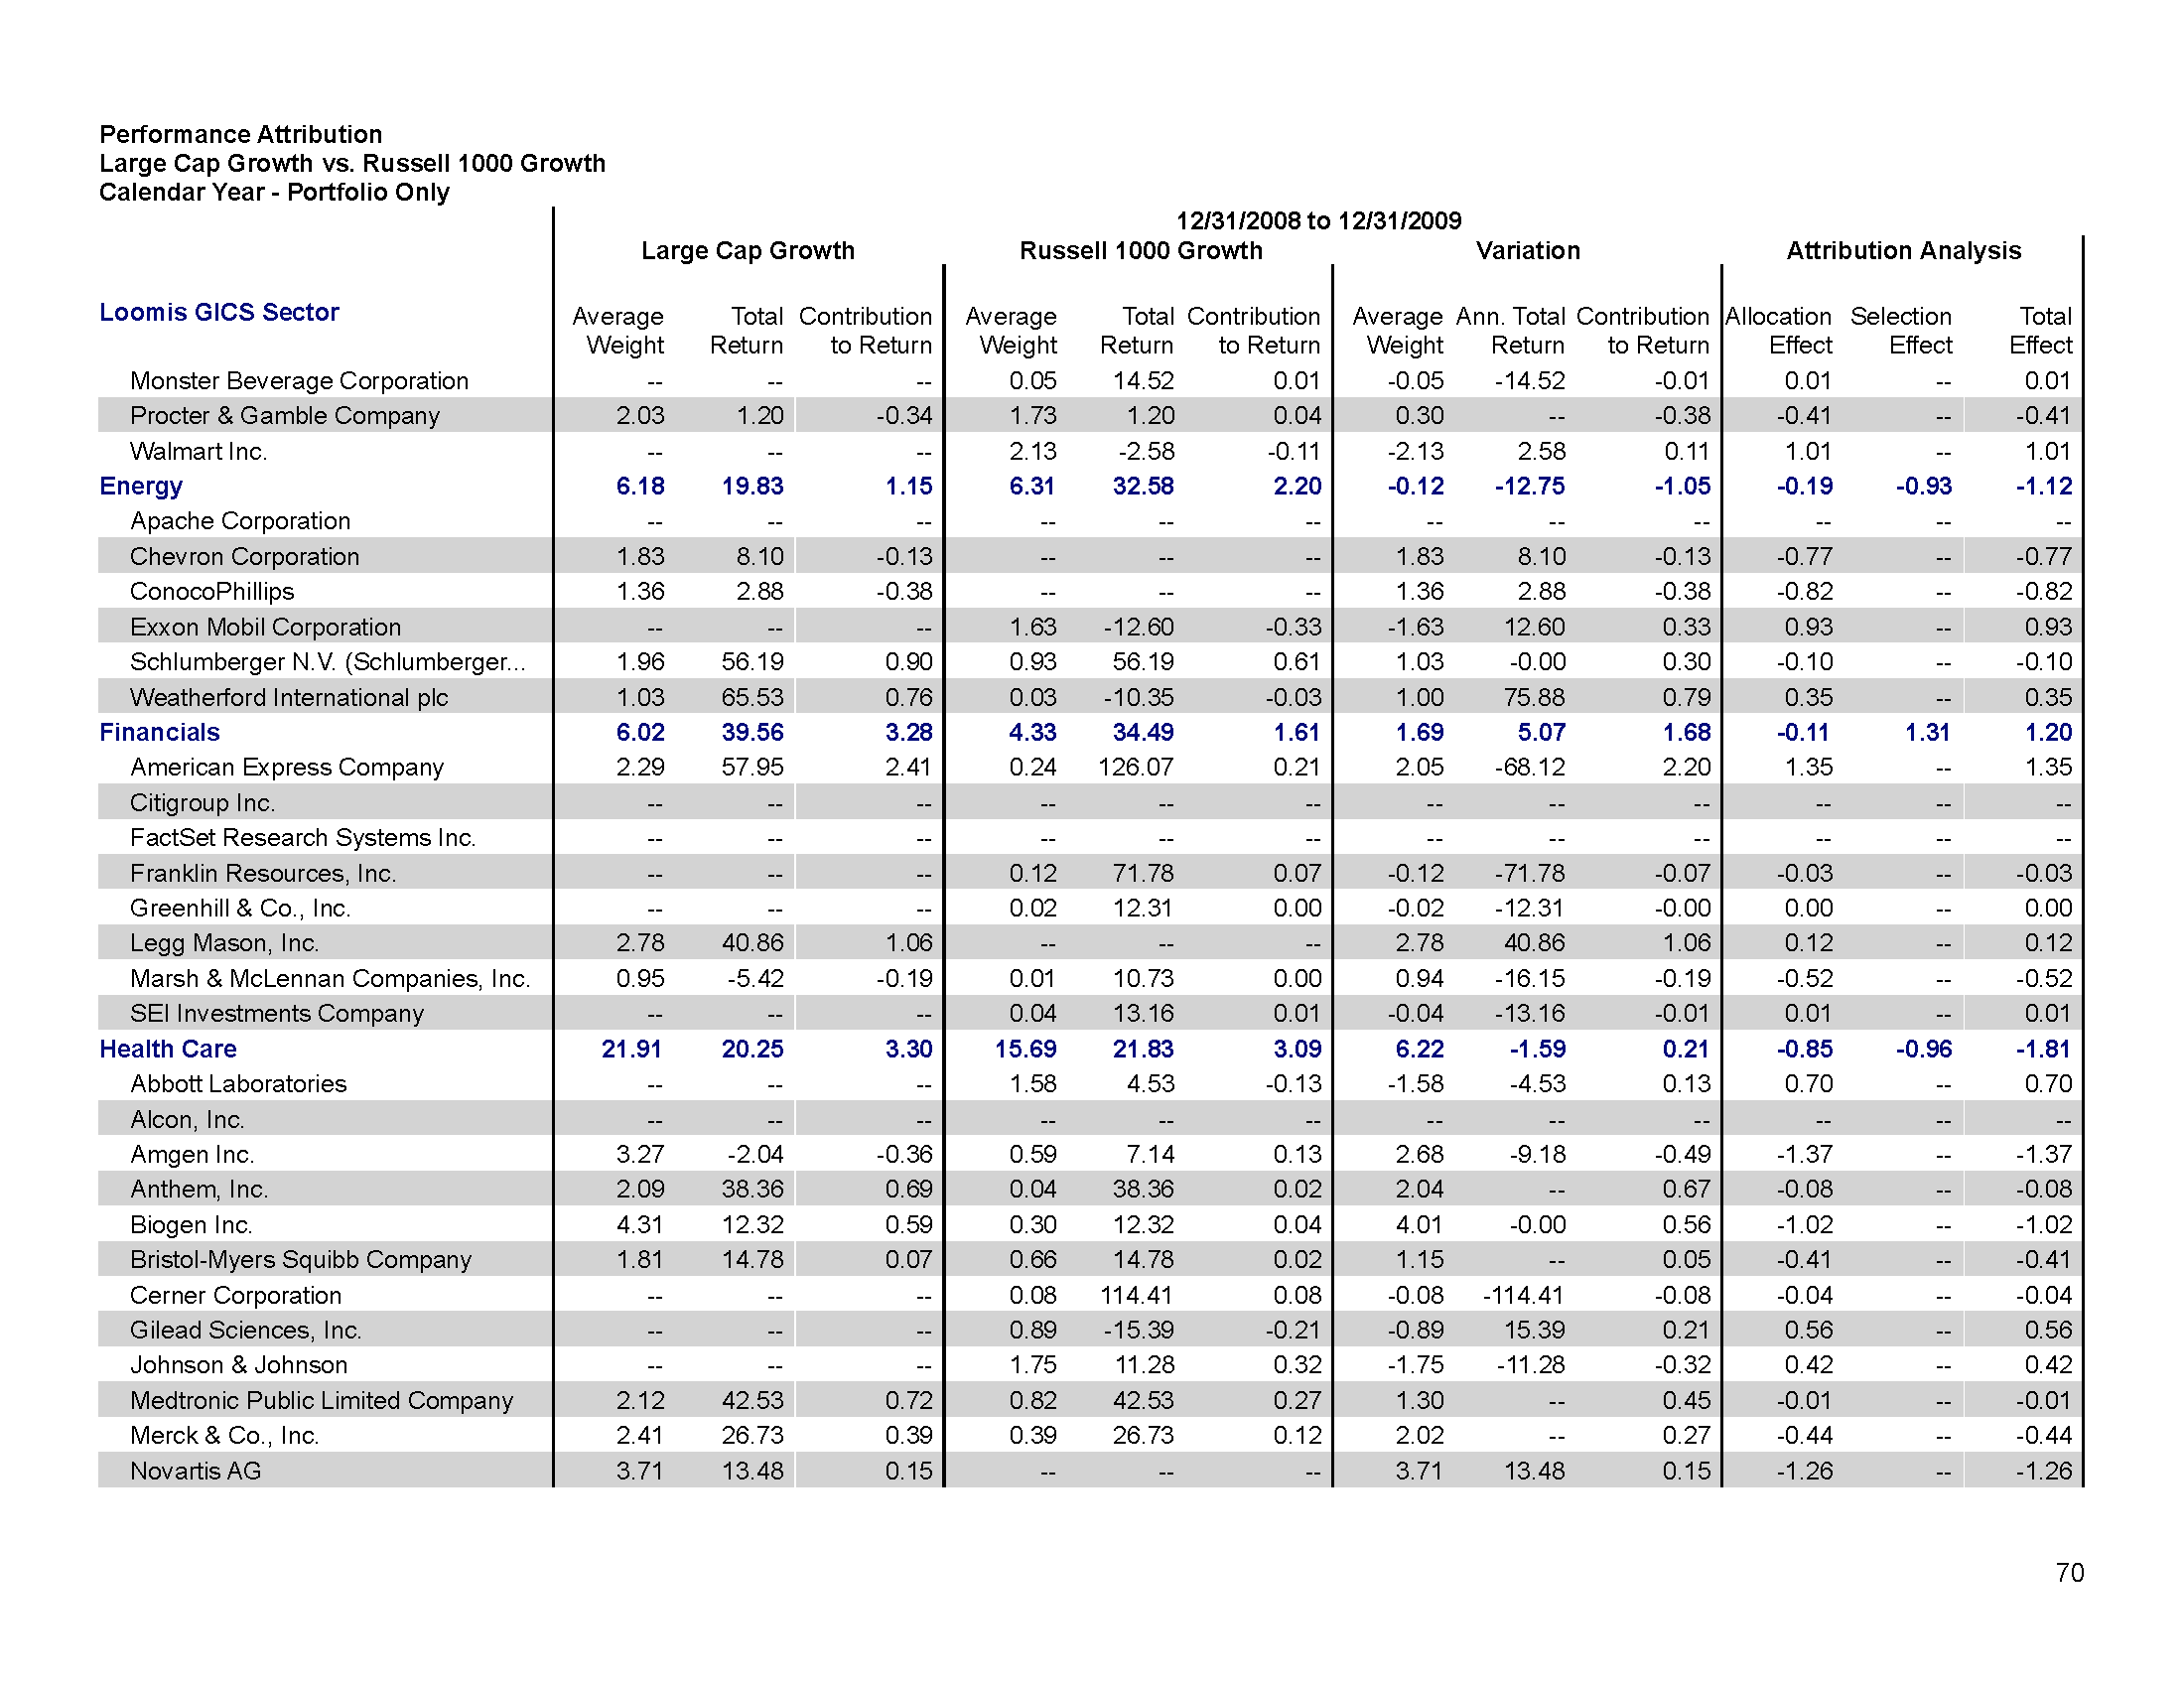 Performance Attribution
Large Cap Growth vs. Russell 1000 Growth
Calendar Year - Portfolio Only
12/31/2008 to 12/31/2009
Large Cap Growth Russell 1000 Growth Variation Attribution Analysis
Loomis GICS Sector Average Total Contribution Average Total Contribution Average Ann. Total Contribution Allocation Selection Total
Weight Return to Return Weight Return to Return Weight Return to Return Effect Effect Effect
Monster Beverage Corporation -- -- -- 0.05 14.52 0.01 -0.05 -14.52 -0.01 0.01 -- 0.01
Procter & Gamble Company 2.03 1.20 -0.34 1.73 1.20 0.04 0.30 -- -0.38 -0.41 -- -0.41
Walmart Inc. -- -- -- 2.13 -2.58 -0.11 -2.13 2.58 0.11 1.01 -- 1.01
Energy 6.18 19.83 1.15 6.31 32.58 2.20 -0.12 -12.75 -1.05 -0.19 -0.93 -1.12
Apache Corporation -- -- -- -- -- -- -- -- -- -- -- --
Chevron Corporation 1.83 8.10 -0.13 -- -- -- 1.83 8.10 -0.13 -0.77 -- -0.77
ConocoPhillips 1.36 2.88 -0.38 -- -- -- 1.36 2.88 -0.38 -0.82 -- -0.82
Exxon Mobil Corporation -- -- -- 1.63 -12.60 -0.33 -1.63 12.60 0.33 0.93 -- 0.93
Schlumberger N.V. (Schlumberger... 1.96 56.19 0.90 0.93 56.19 0.61 1.03 -0.00 0.30 -0.10 -- -0.10
Weatherford International plc 1.03 65.53 0.76 0.03 -10.35 -0.03 1.00 75.88 0.79 0.35 -- 0.35
Financials 6.02 39.56 3.28 4.33 34.49 1.61 1.69 5.07 1.68 -0.11 1.31 1.20
American Express Company 2.29 57.95 2.41 0.24 126.07 0.21 2.05 -68.12 2.20 1.35 -- 1.35
Citigroup Inc. -- -- -- -- -- -- -- -- -- -- -- --
FactSet Research Systems Inc. -- -- -- -- -- -- -- -- -- -- -- --
Franklin Resources, Inc. -- -- -- 0.12 71.78 0.07 -0.12 -71.78 -0.07 -0.03 -- -0.03
Greenhill & Co., Inc. -- -- -- 0.02 12.31 0.00 -0.02 -12.31 -0.00 0.00 -- 0.00
Legg Mason, Inc. 2.78 40.86 1.06 -- -- -- 2.78 40.86 1.06 0.12 -- 0.12
Marsh & McLennan Companies, Inc. 0.95 -5.42 -0.19 0.01 10.73 0.00 0.94 -16.15 -0.19 -0.52 -- -0.52
SEI Investments Company -- -- -- 0.04 13.16 0.01 -0.04 -13.16 -0.01 0.01 -- 0.01
Health Care 21.91 20.25 3.30 15.69 21.83 3.09 6.22 -1.59 0.21 -0.85 -0.96 -1.81
Abbott Laboratories -- -- -- 1.58 4.53 -0.13 -1.58 -4.53 0.13 0.70 -- 0.70
Alcon, Inc. -- -- -- -- -- -- -- -- -- -- -- --
Amgen Inc. 3.27 -2.04 -0.36 0.59 7.14 0.13 2.68 -9.18 -0.49 -1.37 -- -1.37
Anthem, Inc. 2.09 38.36 0.69 0.04 38.36 0.02 2.04 -- 0.67 -0.08 -- -0.08
Biogen Inc. 4.31 12.32 0.59 0.30 12.32 0.04 4.01 -0.00 0.56 -1.02 -- -1.02
Bristol-Myers Squibb Company 1.81 14.78 0.07 0.66 14.78 0.02 1.15 -- 0.05 -0.41 -- -0.41
Cerner Corporation -- -- -- 0.08 114.41 0.08 -0.08 -114.41 -0.08 -0.04 -- -0.04
Gilead Sciences, Inc. -- -- -- 0.89 -15.39 -0.21 -0.89 15.39 0.21 0.56 -- 0.56
Johnson & Johnson -- -- -- 1.75 11.28 0.32 -1.75 -11.28 -0.32 0.42 -- 0.42
Medtronic Public Limited Company 2.12 42.53 0.72 0.82 42.53 0.27 1.30 -- 0.45 -0.01 -- -0.01
Merck & Co., Inc. 2.41 26.73 0.39 0.39 26.73 0.12 2.02 -- 0.27 -0.44 -- -0.44
Novartis AG 3.71 13.48 0.15 -- -- -- 3.71 13.48 0.15 -1.26 -- -1.26
70